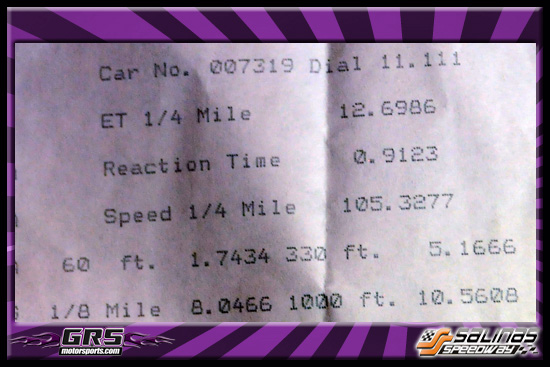 Car No. 007319 Dial 11.111
ET 1/4 Mile 12.6986
Reaction Time 0.9123
Speed 1/4 Mile 105.3277
60 ft. 1.7434 330 ft. 5.1666
1/8 Mile 8.0466 1000 ft. 10.5608
GRS
motorsports.com
SALINAS
SPEEDWAY